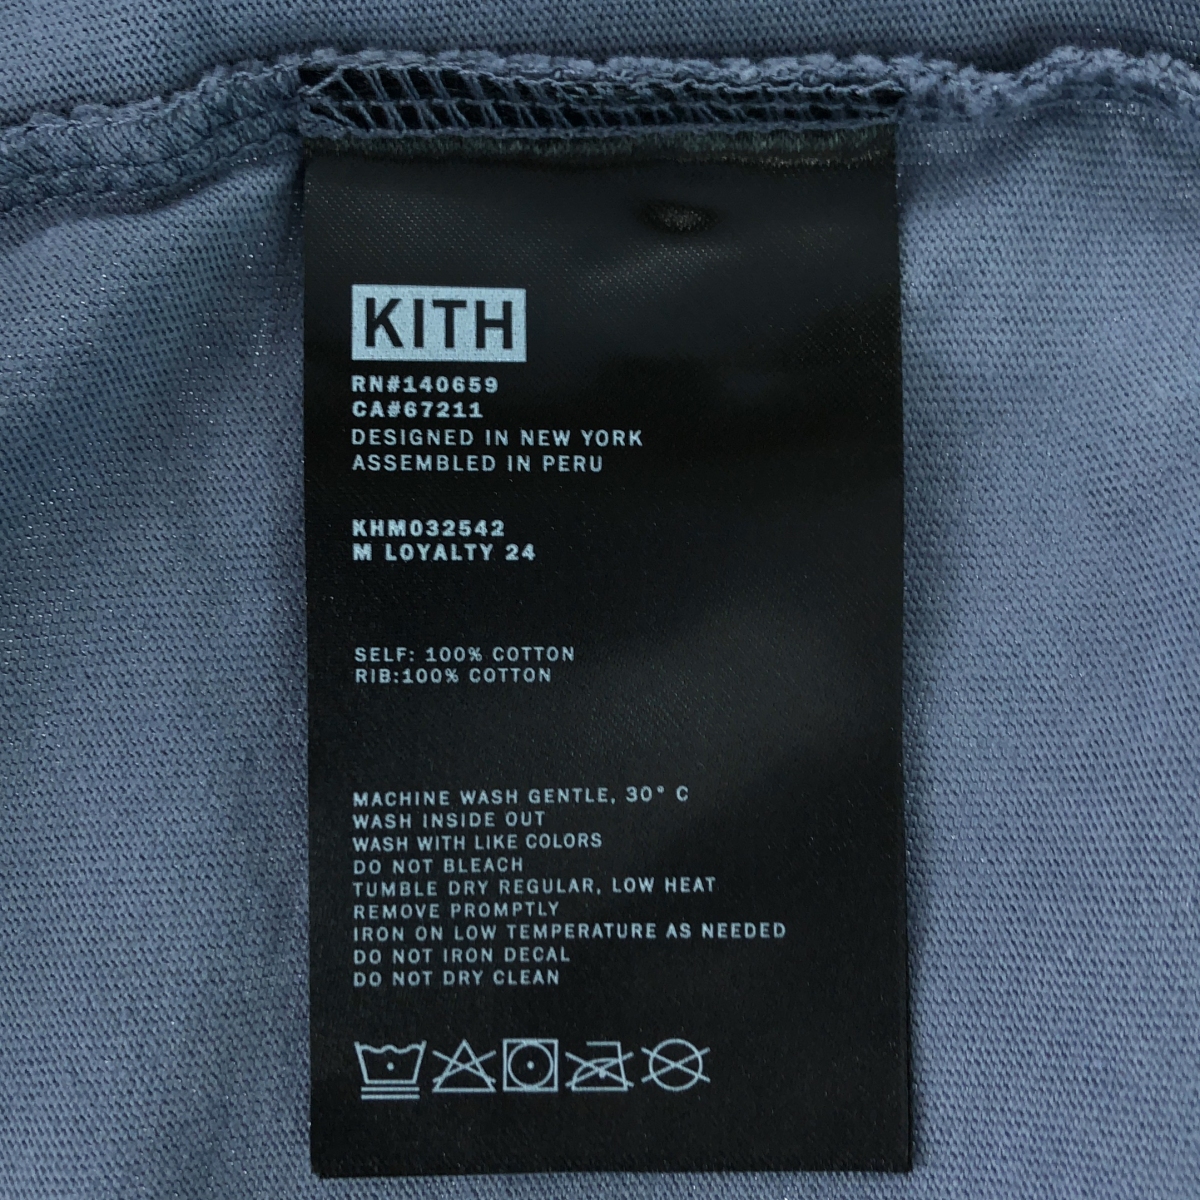 KITH
RN#140659
CA#67211
DESIGNED IN NEW YORK
ASSEMBLED IN PERU
KHM032542
M LOYALTY 24
SELF: 100% COTTON
RIB:100% COTTON
MACHINE WASH GENTLE, 30° C
WASH INSIDE OUT
WASH WITH LIKE COLORS
DO NOT BLEACH
TUMBLE DRY REGULAR, LOW HEAT
REMOVE PROMPTLY
IRON ON LOW TEMPERATURE AS NEEDED
DO NOT IRON DECAL
DO NOT DRY CLEAN